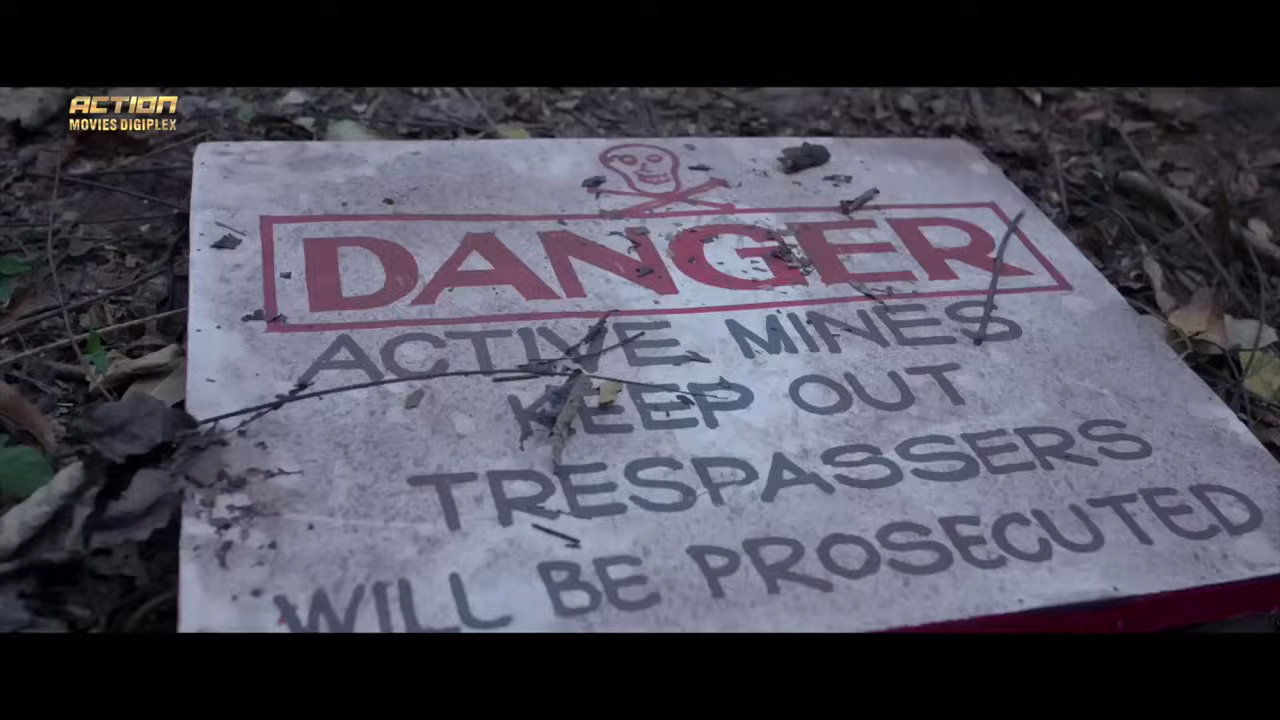 ACTION
MOVIES DIGIPLEX
DANGER
ACTIVE MINES
KEEP OUT
TRESPASSERS
WILL BE PROSECUTED